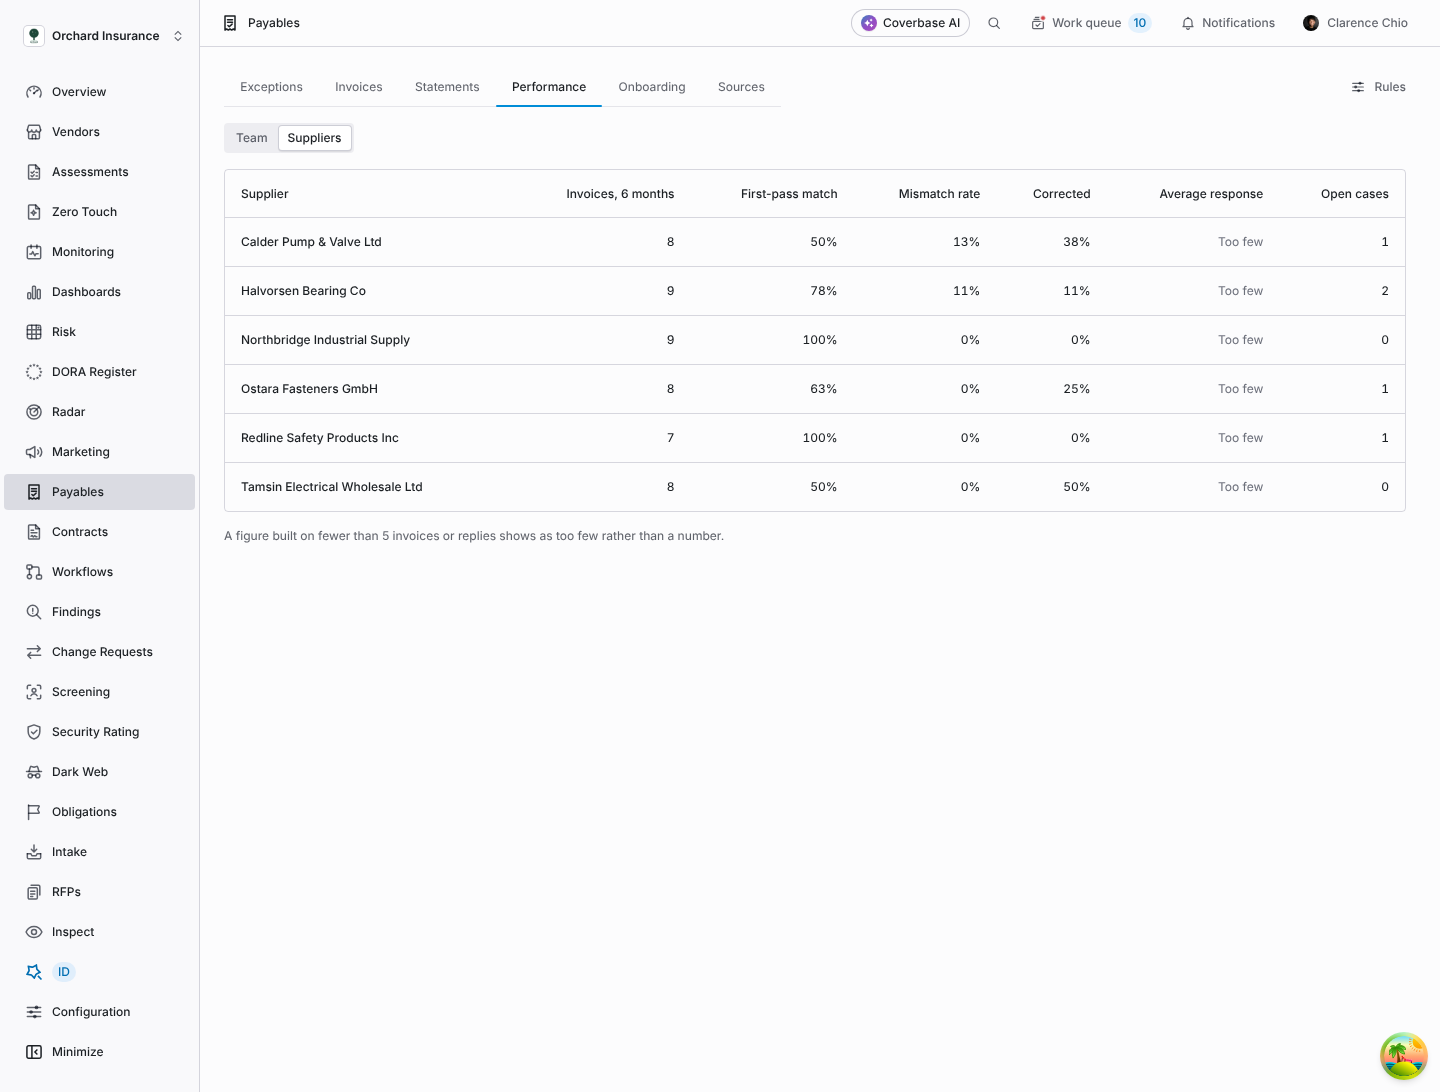 Orchard Insurance
Payables
Coverbase AI
Work queue 10
Notifications
Clarence Chio
Overview
Vendors
Assessments
Zero Touch
Monitoring
Dashboards
Risk
DORA Register
Radar
Marketing
Payables
Contracts
Workflows
Findings
Change Requests
Screening
Security Rating
Dark Web
Obligations
Intake
RFPs
Inspect
ID
Configuration
Minimize
Exceptions Invoices Statements Performance Onboarding Sources
Rules
Team Suppliers
Supplier Invoices, 6 months First-pass match Mismatch rate Corrected Average response Open cases
Calder Pump & Valve Ltd 8 50% 13% 38% Too few 1
Halvorsen Bearing Co 9 78% 11% 11% Too few 2
Northbridge Industrial Supply 9 100% 0% 0% Too few 0
Ostara Fasteners GmbH 8 63% 0% 25% Too few 1
Redline Safety Products Inc 7 100% 0% 0% Too few 1
Tamsin Electrical Wholesale Ltd 8 50% 0% 50% Too few 0
A figure built on fewer than 5 invoices or replies shows as too few rather than a number.